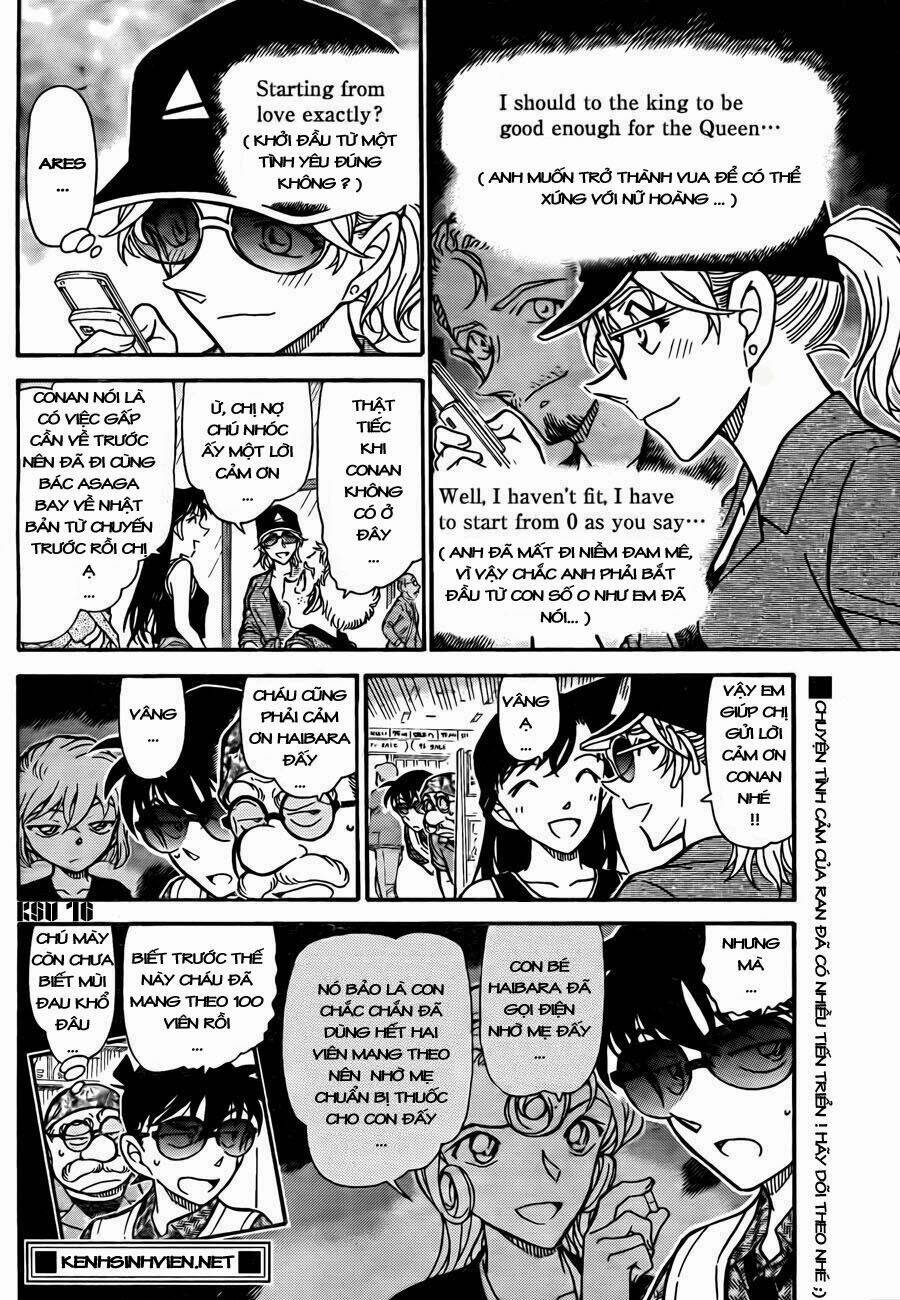 Starting from
love exactly?
( KHỞI ĐẦU TỪ MỘT
TÌNH YÊU ĐÚNG
KHÔNG ? )
ARES
...
I should to the king to be
good enough for the Queen...
( ANH MUỐN TRỞ THÀNH VUA ĐỂ CÓ THỂ
XỨNG VỚI NỮ HOÀNG ... )
Well, I haven't fit, I have
to start from 0 as you say...
( ANH ĐÃ MẤT ĐI NIỀM ĐAM MÊ,
VÌ VẬY CHẮC ANH PHẢI BẮT
ĐẦU TỪ CON SỐ 0 NHƯ EM ĐÃ
NÓI... )
THẬT
TIẾC
KHI
CONAN
KHÔNG
CÓ Ở
ĐÂY
...
Ừ, CHỊ NỢ
CHÚ NHÓC
ẤY MỘT LỜI
CẢM ƠN
...
CONAN NÓI LÀ
CÓ VIỆC GẤP
CẦN VỀ TRƯỚC
NÊN ĐÃ ĐI CÙNG
BÁC ASAGA
BAY VỀ NHẬT
BẢN TỪ CHUYẾN
TRƯỚC RỒI CHỊ
Ạ
...
VẬY EM
GIÚP CHỊ
GỬI LỜI
CẢM ƠN
CONAN
NHÉ
!!
VÂNG
Ạ
...
CHÁU CŨNG
PHẢI CẢM
ƠN HAIBARA
ĐẤY
VÂNG
...
KSV 16
NHƯNG
MÀ
...
CON BÉ
HAIBARA ĐÃ
GỌI ĐIỆN
NHỜ MẸ ĐẤY
...
NÓ BẢO LÀ CON
CHẮC CHẮN ĐÃ
DÙNG HẾT HAI
VIÊN MANG THEO
NÊN NHỜ MẸ
CHUẨN BỊ THUỐC
CHO CON ĐẤY
...
BIẾT TRƯỚC THẾ
NÀY CHÁU ĐÃ
MANG THEO 100
VIÊN RỒI
...
CHÚ MÀY
CÒN CHƯA
BIẾT MÙI
ĐAU KHỔ
ĐÂU
CHUYỆN TÌNH CẢM CỦA RAN ĐÃ CÓ NHIỀU TIẾN TRIỂN ! HÃY DÕI THEO NHÉ ;)
KENHSINHVIEN.NET